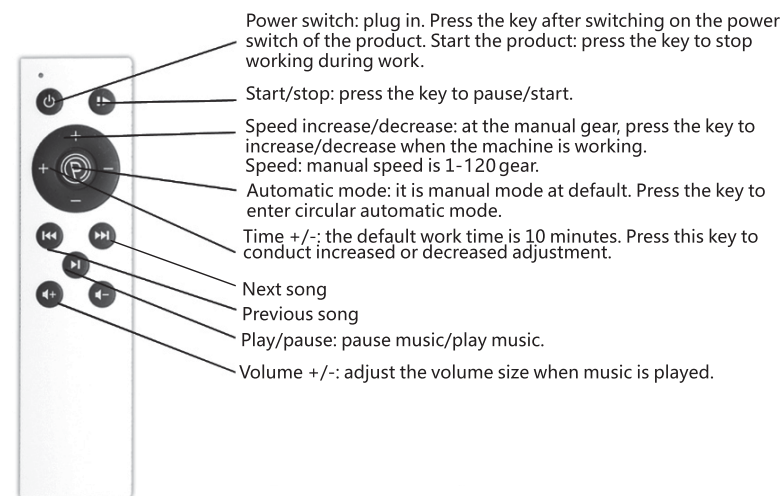 Power switch: plug in. Press the key after switching on the power
switch of the product. Start the product: press the key to stop
working during work.
Start/stop: press the key to pause/start.
Speed increase/decrease: at the manual gear, press the key to
increase/decrease when the machine is working.
Speed: manual speed is 1-120 gear.
Automatic mode: it is manual mode at default. Press the key to
enter circular automatic mode.
Time +/-: the default work time is 10 minutes. Press this key to
conduct increased or decreased adjustment.
Next song
Previous song
Play/pause: pause music/play music.
Volume +/-: adjust the volume size when music is played.
+
+ P −
−
+ −